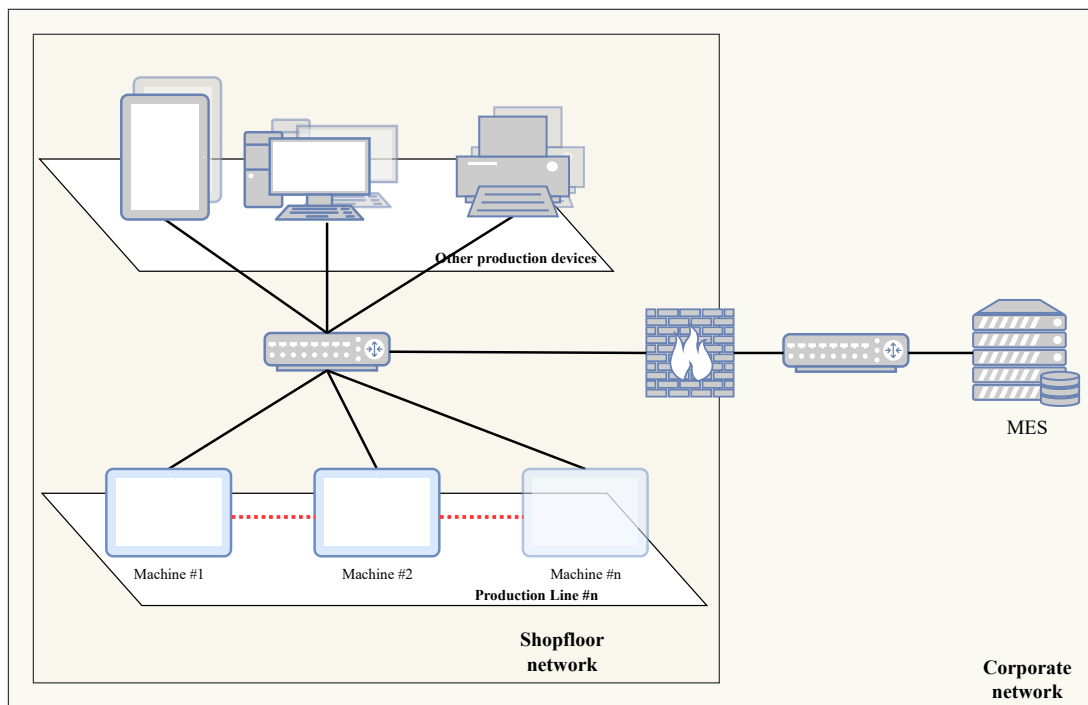 Other production devices
MES
Machine #1
Machine #2
Machine #n
Production Line #n
Shopfloor
network
Corporate
network